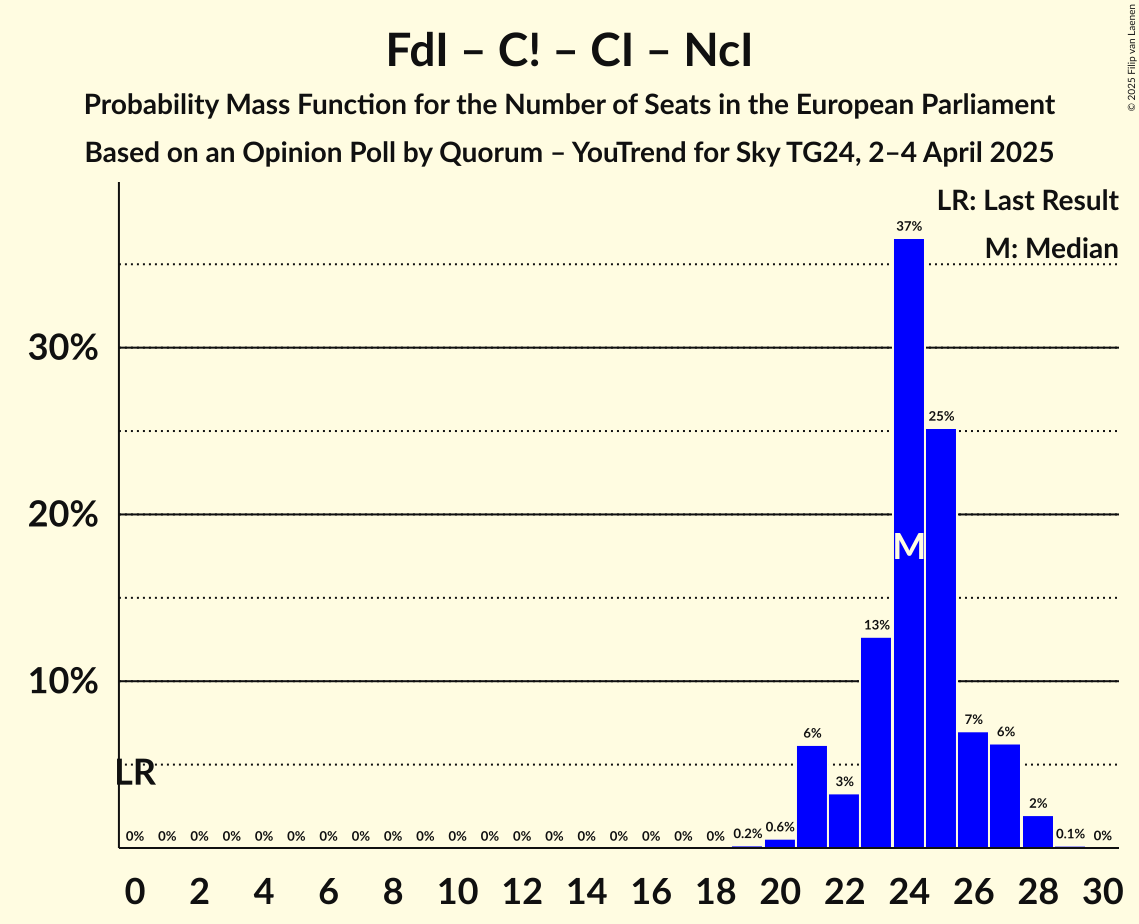 FdI – C! – CI – NcI
Probability Mass Function for the Number of Seats in the European Parliament
Based on an Opinion Poll by Quorum – YouTrend for Sky TG24, 2–4 April 2025
© 2025 Filip van Laenen
LR: Last Result
M: Median
37%
30%
25%
20%
M
13%
10%
7%
6%
6%
LR
3%
2%
0% 0% 0% 0% 0% 0% 0% 0% 0% 0% 0% 0% 0% 0% 0% 0% 0% 0% 0% 0.2% 0.6% 0.1% 0%
0 2 4 6 8 10 12 14 16 18 20 22 24 26 28 30